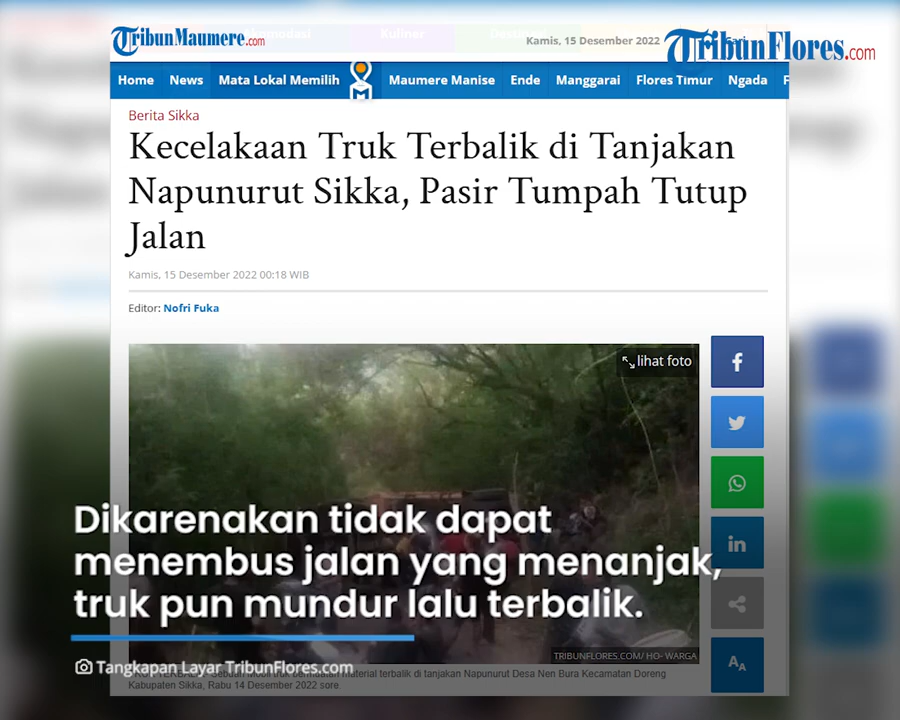 TribunMaumere.com
Kuliner
Kamis, 15 Desember 2022
TribunFlores.com
Home News Mata Lokal Memilih Maumere Manise Ende Manggarai Flores Timur Ngada F
Berita Sikka
Kecelakaan Truk Terbalik di Tanjakan
Napunurut Sikka, Pasir Tumpah Tutup
Jalan
Kamis, 15 Desember 2022 00:18 WIB
Editor: Nofri Fuka
lihat foto
Dikarenakan tidak dapat
menembus jalan yang menanjak,
truk pun mundur lalu terbalik.
TRIBUNFLORES.COM/ HO- WARGA
Tangkapan Layar TribunFlores.com
mobil truk bermuatan material terbalik di tanjakan Napunurut Desa Nen Bura Kecamatan Doreng
Kabupaten Sikka, Rabu 14 Desember 2022 sore.